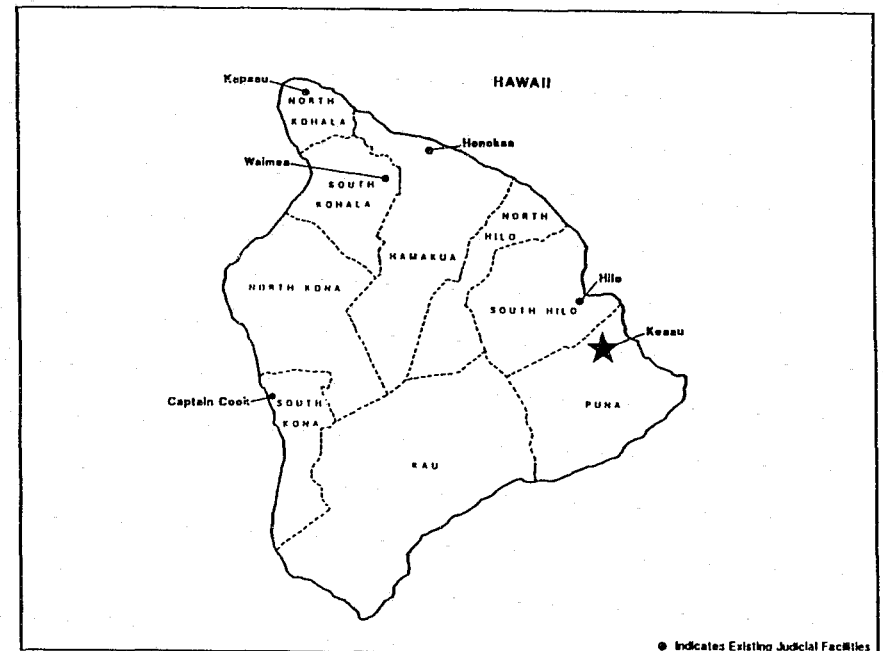 HAWAII
Kapaau
NORTH
KOHALA
Honokaa
Waimea
SOUTH
KOHALA
NORTH
HILO
HAMAKUA
NORTH KONA
Hilo
SOUTH HILO
Keaau
Captain Cook
SOUTH
KONA
PUNA
KAU
● Indicates Existing Judicial Facilities